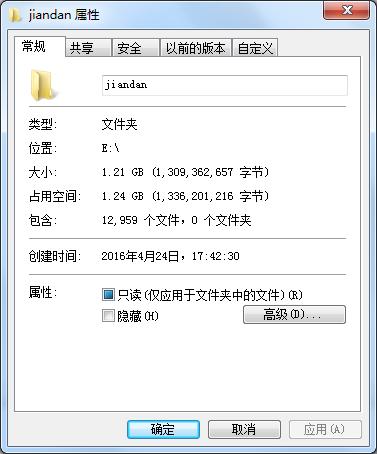 jiandan 属性
常规 共享 安全 以前的版本 自定义
jiandan
类型: 文件夹
位置: E:\
大小: 1.21 GB (1,309,362,657 字节)
占用空间: 1.24 GB (1,336,201,216 字节)
包含: 12,959 个文件，0 个文件夹
创建时间: 2016年4月24日，17:42:30
属性: 只读(仅应用于文件夹中的文件)(R)
隐藏(H) 高级(D)...
确定 取消 应用(A)